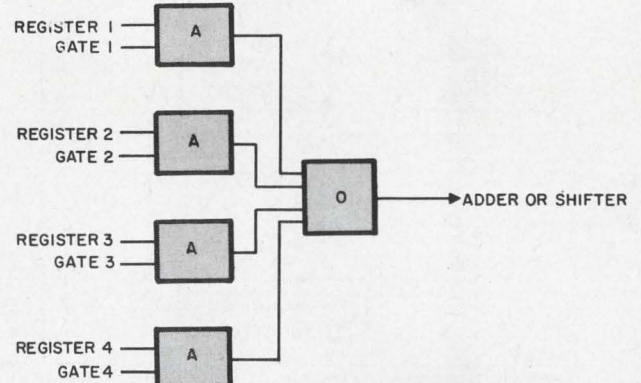 REGISTER 1
GATE 1
A
REGISTER 2
GATE 2
A
O
ADDER OR SHIFTER
REGISTER 3
GATE 3
A
REGISTER 4
GATE 4
A